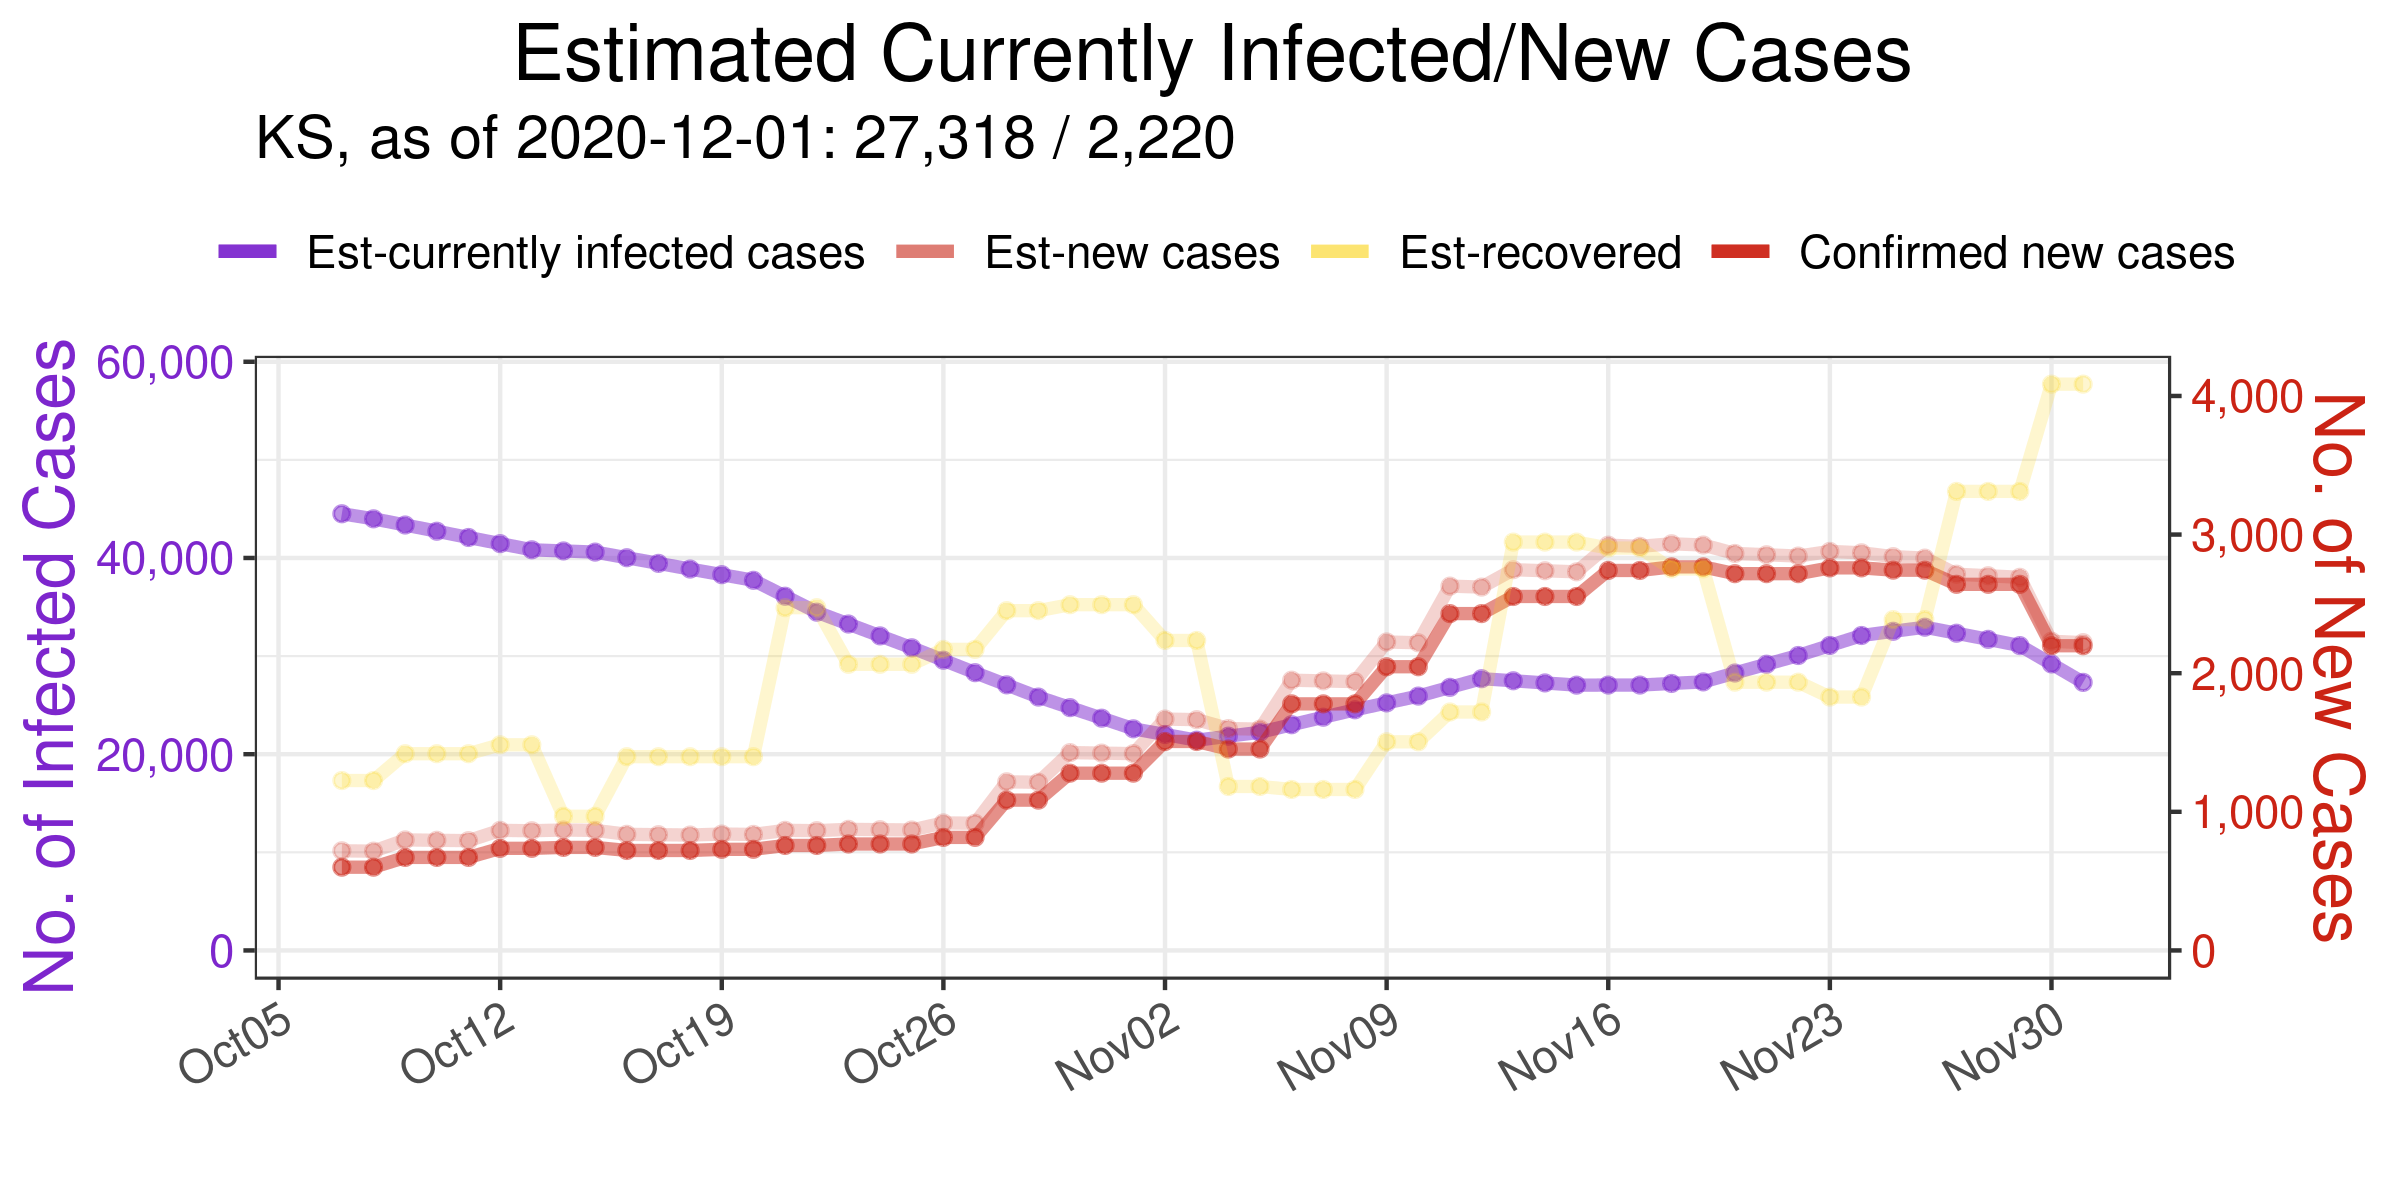 Estimated Currently Infected/New Cases
KS, as of 2020-12-01: 27,318 / 2,220
Est-currently infected cases Est-new cases Est-recovered Confirmed new cases
No. of Infected Cases
60,000
40,000
20,000
0
4,000
3,000
2,000
1,000
0
No. of New Cases
Oct05 Oct12 Oct19 Oct26 Nov02 Nov09 Nov16 Nov23 Nov30